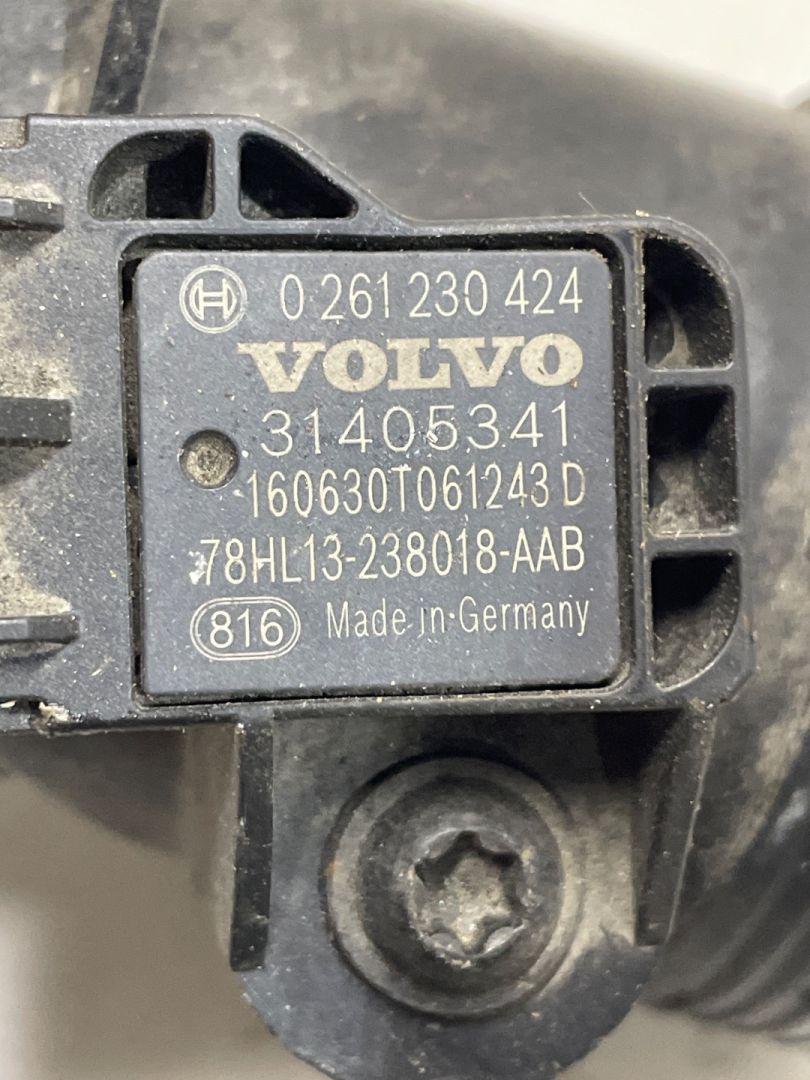 0 261 230 424
VOLVO
31405341
160630T061243 D
78HL13-238018-AAB
816 Made in Germany